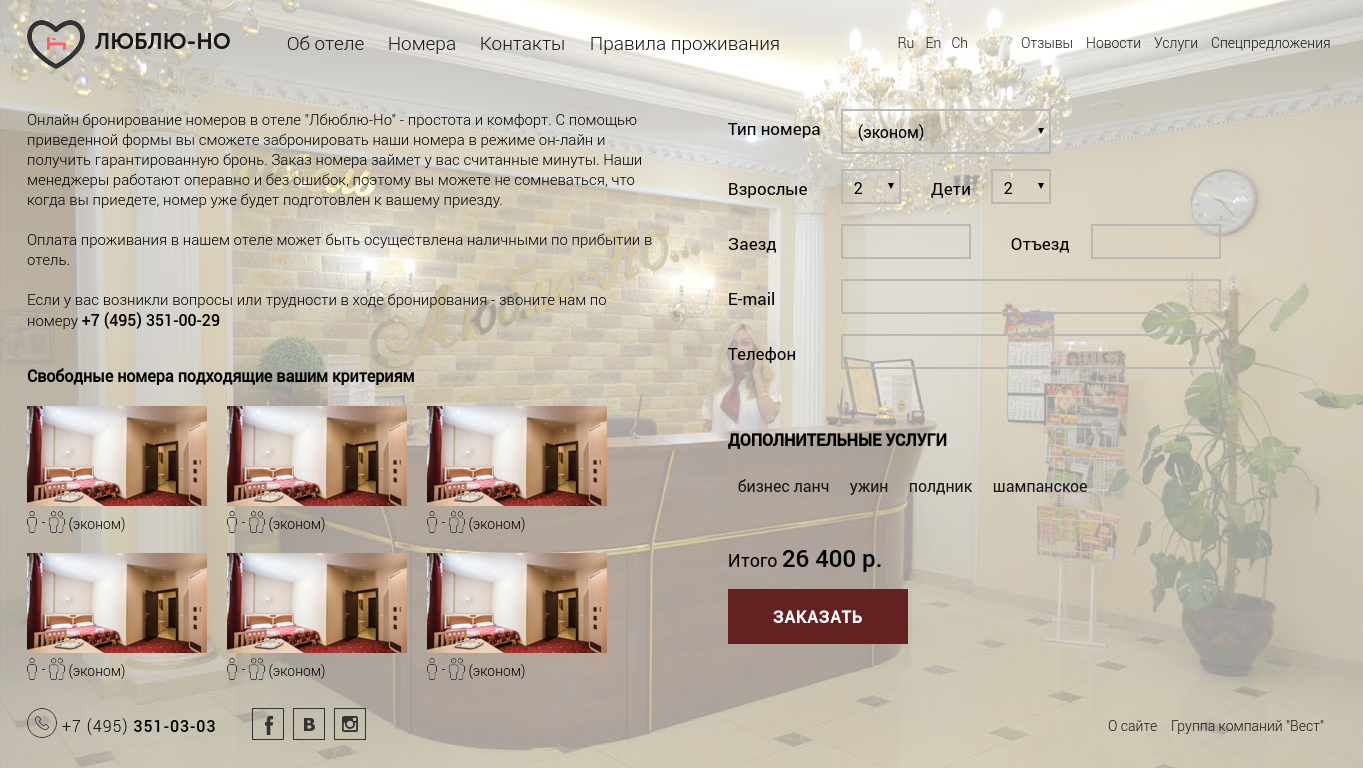 ЛЮБЛЮ-НО
Об отеле Номера Контакты Правила проживания
Ru En Ch Отзывы Новости Услуги Спецпредложения
Онлайн бронирование номеров в отеле "Лбюблю-Но" - простота и комфорт. С помощью
приведенной формы вы сможете забронировать наши номера в режиме он-лайн и
получить гарантированную бронь. Заказ номера займет у вас считанные минуты. Наши
менеджеры работают операвно и без ошибок, поэтому вы можете не сомневаться, что
когда вы приедете, номер уже будет подготовлен к вашему приезду.
Оплата проживания в нашем отеле может быть осуществлена наличными по прибытии в
отель.
Если у вас возникли вопросы или трудности в ходе бронирования - звоните нам по
номеру +7 (495) 351-00-29
Свободные номера подходящие вашим критериям
- (эконом) - (эконом) - (эконом)
- (эконом) - (эконом) - (эконом)
Тип номера (эконом)
Взрослые 2 Дети 2
Заезд Отъезд
E-mail
Телефон
ДОПОЛНИТЕЛЬНЫЕ УСЛУГИ
бизнес ланч ужин полдник шампанское
Итого 26 400 р.
ЗАКАЗАТЬ
Люблю-но...
+7 (495) 351-03-03
f B
О сайте Группа компаний "Вест"